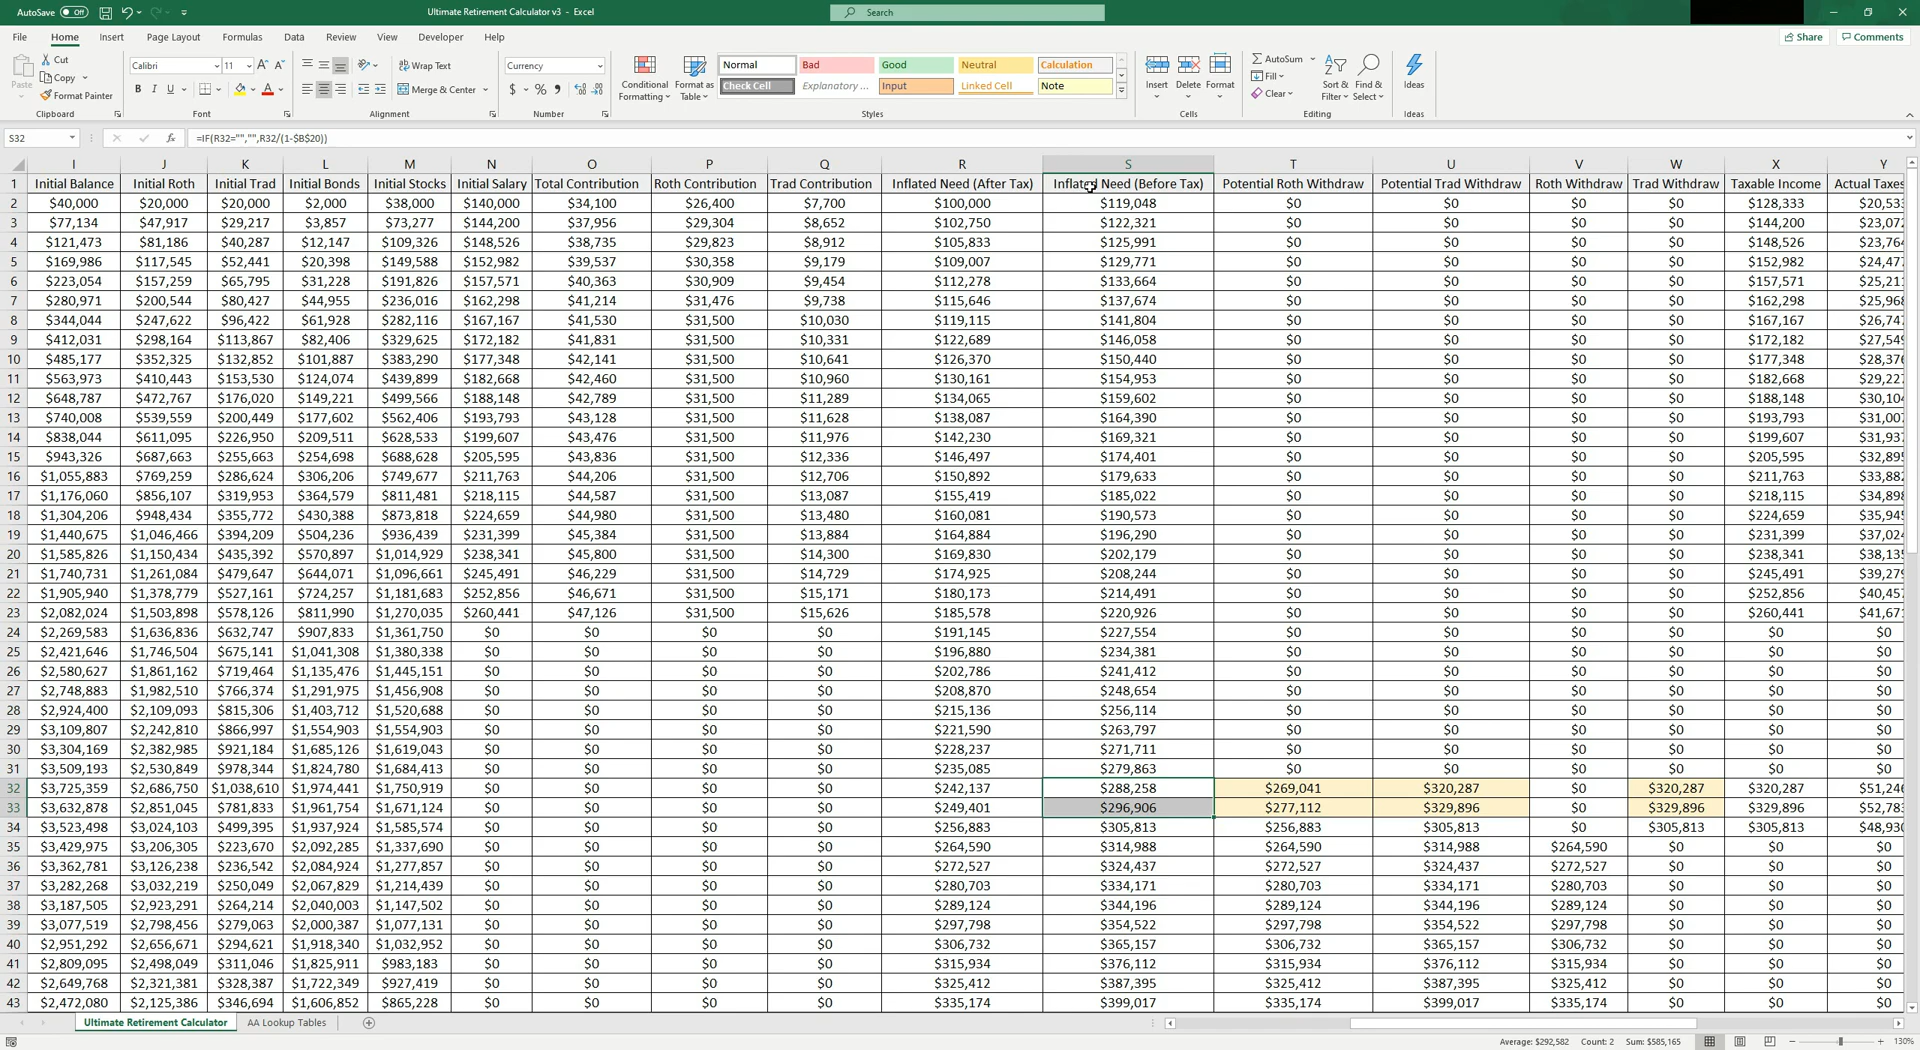 AutoSave Off
Ultimate Retirement Calculator v3 - Excel
Search
File Home Insert Page Layout Formulas Data Review View Developer Help
Share Comments
Paste
Cut
Copy
Format Painter
Clipboard
Calibri 11
B I U
Font
Wrap Text
Merge & Center
Alignment
Currency
Number
Conditional Formatting
Format as Table
Normal Bad Good Neutral Calculation
Check Cell Explanatory ... Input Linked Cell Note
Styles
Insert Delete Format
Cells
AutoSum
Fill
Clear
Sort & Filter
Find & Select
Editing
Ideas
Ideas
S32 fx =IF(R32="","",R32/(1-$B$20))
I J K L M N O P Q R S T U V W X Y
1 Initial Balance Initial Roth Initial Trad Initial Bonds Initial Stocks Initial Salary Total Contribution Roth Contribution Trad Contribution Inflated Need (After Tax) Inflated Need (Before Tax) Potential Roth Withdraw Potential Trad Withdraw Roth Withdraw Trad Withdraw Taxable Income Actual Taxes
2 $40,000 $20,000 $20,000 $2,000 $38,000 $140,000 $34,100 $26,400 $7,700 $100,000 $119,048 $0 $0 $0 $0 $128,333 $20,53
3 $77,134 $47,917 $29,217 $3,857 $73,277 $144,200 $37,956 $29,304 $8,652 $102,750 $122,321 $0 $0 $0 $0 $144,200 $23,07
4 $121,473 $81,186 $40,287 $12,147 $109,326 $148,526 $38,735 $29,823 $8,912 $105,833 $125,991 $0 $0 $0 $0 $148,526 $23,76
5 $169,986 $117,545 $52,441 $20,398 $149,588 $152,982 $39,537 $30,358 $9,179 $109,007 $129,771 $0 $0 $0 $0 $152,982 $24,47
6 $223,054 $157,259 $65,795 $31,228 $191,826 $157,571 $40,363 $30,909 $9,454 $112,278 $133,664 $0 $0 $0 $0 $157,571 $25,21
7 $280,971 $200,544 $80,427 $44,955 $236,016 $162,298 $41,214 $31,476 $9,738 $115,646 $137,674 $0 $0 $0 $0 $162,298 $25,96
8 $344,044 $247,622 $96,422 $61,928 $282,116 $167,167 $41,530 $31,500 $10,030 $119,115 $141,804 $0 $0 $0 $0 $167,167 $26,74
9 $412,031 $298,164 $113,867 $82,406 $329,625 $172,182 $41,831 $31,500 $10,331 $122,689 $146,058 $0 $0 $0 $0 $172,182 $27,54
10 $485,177 $352,325 $132,852 $101,887 $383,290 $177,348 $42,141 $31,500 $10,641 $126,370 $150,440 $0 $0 $0 $0 $177,348 $28,37
11 $563,973 $410,443 $153,530 $124,074 $439,899 $182,668 $42,460 $31,500 $10,960 $130,161 $154,953 $0 $0 $0 $0 $182,668 $29,22
12 $648,787 $472,767 $176,020 $149,221 $499,566 $188,148 $42,789 $31,500 $11,289 $134,065 $159,602 $0 $0 $0 $0 $188,148 $30,10
13 $740,008 $539,559 $200,449 $177,602 $562,406 $193,793 $43,128 $31,500 $11,628 $138,087 $164,390 $0 $0 $0 $0 $193,793 $31,00
14 $838,044 $611,095 $226,950 $209,511 $628,533 $199,607 $43,476 $31,500 $11,976 $142,230 $169,321 $0 $0 $0 $0 $199,607 $31,93
15 $943,326 $687,663 $255,663 $254,698 $688,628 $205,595 $43,836 $31,500 $12,336 $146,497 $174,401 $0 $0 $0 $0 $205,595 $32,89
16 $1,055,883 $769,259 $286,624 $306,206 $749,677 $211,763 $44,206 $31,500 $12,706 $150,892 $179,633 $0 $0 $0 $0 $211,763 $33,88
17 $1,176,060 $856,107 $319,953 $364,579 $811,481 $218,115 $44,587 $31,500 $13,087 $155,419 $185,022 $0 $0 $0 $0 $218,115 $34,89
18 $1,304,206 $948,434 $355,772 $430,388 $873,818 $224,659 $44,980 $31,500 $13,480 $160,081 $190,573 $0 $0 $0 $0 $224,659 $35,94
19 $1,440,675 $1,046,466 $394,209 $504,236 $936,439 $231,399 $45,384 $31,500 $13,884 $164,884 $196,290 $0 $0 $0 $0 $231,399 $37,02
20 $1,585,826 $1,150,434 $435,392 $570,897 $1,014,929 $238,341 $45,800 $31,500 $14,300 $169,830 $202,179 $0 $0 $0 $0 $238,341 $38,13
21 $1,740,731 $1,261,084 $479,647 $644,071 $1,096,661 $245,491 $46,229 $31,500 $14,729 $174,925 $208,244 $0 $0 $0 $0 $245,491 $39,27
22 $1,905,940 $1,378,779 $527,161 $724,257 $1,181,683 $252,856 $46,671 $31,500 $15,171 $180,173 $214,491 $0 $0 $0 $0 $252,856 $40,45
23 $2,082,024 $1,503,898 $578,126 $811,990 $1,270,035 $260,441 $47,126 $31,500 $15,626 $185,578 $220,926 $0 $0 $0 $0 $260,441 $41,67
24 $2,269,583 $1,636,836 $632,747 $907,833 $1,361,750 $0 $0 $0 $0 $191,145 $227,554 $0 $0 $0 $0 $0 $0
25 $2,421,646 $1,746,504 $675,141 $1,041,308 $1,380,338 $0 $0 $0 $0 $196,880 $234,381 $0 $0 $0 $0 $0 $0
26 $2,580,627 $1,861,162 $719,464 $1,135,476 $1,445,151 $0 $0 $0 $0 $202,786 $241,412 $0 $0 $0 $0 $0 $0
27 $2,748,883 $1,982,510 $766,374 $1,291,975 $1,456,908 $0 $0 $0 $0 $208,870 $248,654 $0 $0 $0 $0 $0 $0
28 $2,924,400 $2,109,093 $815,306 $1,403,712 $1,520,688 $0 $0 $0 $0 $215,136 $256,114 $0 $0 $0 $0 $0 $0
29 $3,109,807 $2,242,810 $866,997 $1,554,903 $1,554,903 $0 $0 $0 $0 $221,590 $263,797 $0 $0 $0 $0 $0 $0
30 $3,304,169 $2,382,985 $921,184 $1,685,126 $1,619,043 $0 $0 $0 $0 $228,237 $271,711 $0 $0 $0 $0 $0 $0
31 $3,509,193 $2,530,849 $978,344 $1,824,780 $1,684,413 $0 $0 $0 $0 $235,085 $279,863 $0 $0 $0 $0 $0 $0
32 $3,725,359 $2,686,750 $1,038,610 $1,974,441 $1,750,919 $0 $0 $0 $0 $242,137 $288,258 $269,041 $320,287 $0 $320,287 $320,287 $51,24
33 $3,632,878 $2,851,045 $781,833 $1,961,754 $1,671,124 $0 $0 $0 $0 $249,401 $296,906 $277,112 $329,896 $0 $329,896 $329,896 $52,78
34 $3,523,498 $3,024,103 $499,395 $1,937,924 $1,585,574 $0 $0 $0 $0 $256,883 $305,813 $256,883 $305,813 $0 $305,813 $305,813 $48,93
35 $3,429,975 $3,206,305 $223,670 $2,092,285 $1,337,690 $0 $0 $0 $0 $264,590 $314,988 $264,590 $314,988 $264,590 $0 $0 $0
36 $3,362,781 $3,126,238 $236,542 $2,084,924 $1,277,857 $0 $0 $0 $0 $272,527 $324,437 $272,527 $324,437 $272,527 $0 $0 $0
37 $3,282,268 $3,032,219 $250,049 $2,067,829 $1,214,439 $0 $0 $0 $0 $280,703 $334,171 $280,703 $334,171 $280,703 $0 $0 $0
38 $3,187,505 $2,923,291 $264,214 $2,040,003 $1,147,502 $0 $0 $0 $0 $289,124 $344,196 $289,124 $344,196 $289,124 $0 $0 $0
39 $3,077,519 $2,798,456 $279,063 $2,000,387 $1,077,131 $0 $0 $0 $0 $297,798 $354,522 $297,798 $354,522 $297,798 $0 $0 $0
40 $2,951,292 $2,656,671 $294,621 $1,918,340 $1,032,952 $0 $0 $0 $0 $306,732 $365,157 $306,732 $365,157 $306,732 $0 $0 $0
41 $2,809,095 $2,498,049 $311,046 $1,825,911 $983,183 $0 $0 $0 $0 $315,934 $376,112 $315,934 $376,112 $315,934 $0 $0 $0
42 $2,649,768 $2,321,381 $328,387 $1,722,349 $927,419 $0 $0 $0 $0 $325,412 $387,395 $325,412 $387,395 $325,412 $0 $0 $0
43 $2,472,080 $2,125,386 $346,694 $1,606,852 $865,228 $0 $0 $0 $0 $335,174 $399,017 $335,174 $399,017 $335,174 $0 $0 $0
Ultimate Retirement Calculator AA Lookup Tables
Average: $292,582 Count: 2 Sum: $585,165 130%